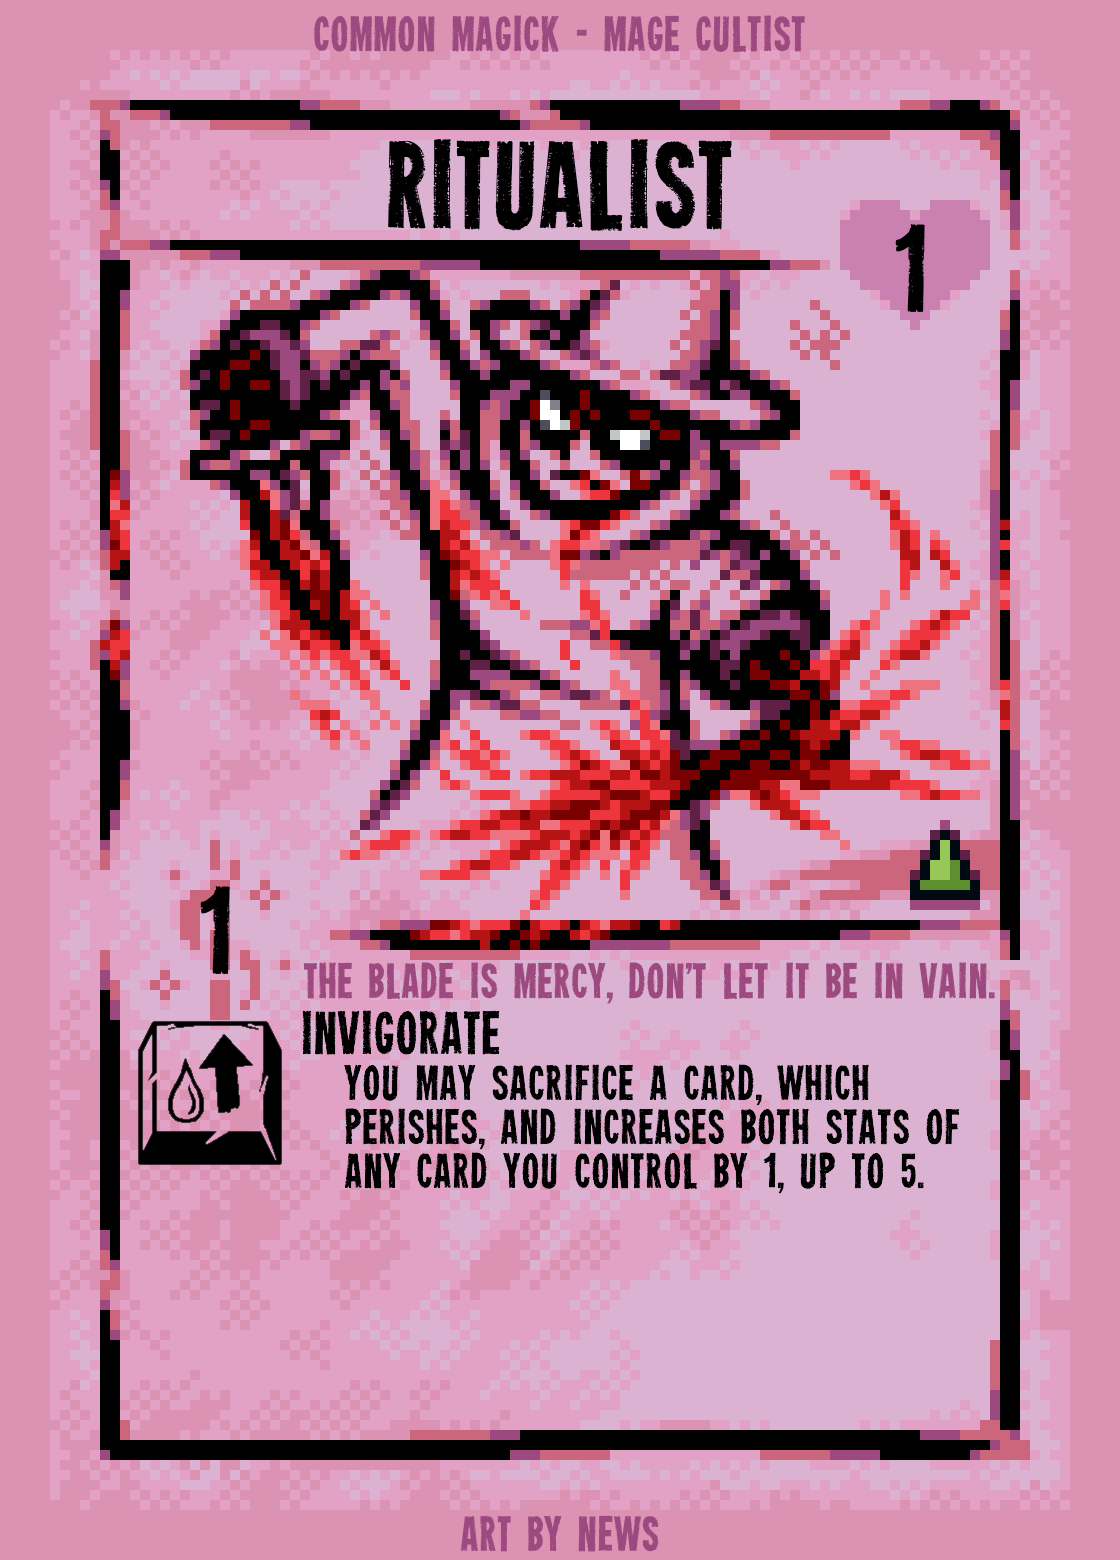 COMMON MAGICK - MAGE CULTIST
RITUALIST
1
1
THE BLADE IS MERCY, DON'T LET IT BE IN VAIN.
INVIGORATE
YOU MAY SACRIFICE A CARD, WHICH
PERISHES, AND INCREASES BOTH STATS OF
ANY CARD YOU CONTROL BY 1, UP TO 5.
ART BY NEWS